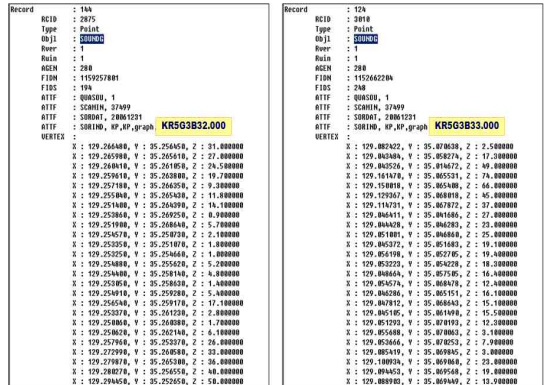 Record : 144
RCID : 2875
Type : Point
Objl : SOUNDG
Rver : 1
Ruin : 1
AGEN : 280
FIDN : 1159257801
FIDS : 194
ATTF : QUASOU, 1
ATTF : SCAMIN, 37499
ATTF : SORDAT, 20061231
ATTF : SORIND, KP,KP,graph,
KR5G3B32.000
VERTEX :
X : 129.266480, Y : 35.256450, Z : 31.000000
X : 129.265980, Y : 35.265610, Z : 27.000000
X : 129.260410, Y : 35.261050, Z : 24.500000
X : 129.259610, Y : 35.263800, Z : 19.700000
X : 129.257180, Y : 35.266350, Z : 9.300000
X : 129.255040, Y : 35.265430, Z : 11.800000
X : 129.251400, Y : 35.264390, Z : 14.100000
X : 129.253860, Y : 35.269250, Z : 0.900000
X : 129.251900, Y : 35.268640, Z : 5.700000
X : 129.254570, Y : 35.250730, Z : 2.100000
X : 129.253350, Y : 35.251070, Z : 1.800000
X : 129.253250, Y : 35.254660, Z : 1.000000
X : 129.254880, Y : 35.255620, Z : 5.200000
X : 129.254400, Y : 35.258140, Z : 4.800000
X : 129.253050, Y : 35.258630, Z : 1.400000
X : 129.254910, Y : 35.259280, Z : 5.400000
X : 129.256540, Y : 35.259170, Z : 17.100000
X : 129.253370, Y : 35.261230, Z : 2.800000
X : 129.250060, Y : 35.260380, Z : 1.700000
X : 129.250620, Y : 35.262140, Z : 6.100000
X : 129.257960, Y : 35.253370, Z : 26.000000
X : 129.272990, Y : 35.260580, Z : 33.000000
X : 129.279870, Y : 35.265300, Z : 36.000000
X : 129.280270, Y : 35.256550, Z : 40.000000
X : 129.294450, Y : 35.252650, Z : 50.000000
Record : 124
RCID : 3010
Type : Point
Objl : SOUNDG
Rver : 1
Ruin : 1
AGEN : 280
FIDN : 1152662204
FIDS : 248
ATTF : QUASOU, 1
ATTF : SCAMIN, 37499
ATTF : SORDAT, 20061231
ATTF : SORIND, KP,KP,graph
KR5G3B33.000
VERTEX :
X : 129.082422, Y : 35.070638, Z : 2.500000
X : 129.043484, Y : 35.058274, Z : 17.300000
X : 129.043526, Y : 35.014672, Z : 49.000000
X : 129.161470, Y : 35.065531, Z : 74.000000
X : 129.150018, Y : 35.065408, Z : 66.000000
X : 129.129367, Y : 35.068018, Z : 45.000000
X : 129.114731, Y : 35.067872, Z : 37.000000
X : 129.046411, Y : 35.041686, Z : 27.000000
X : 129.044428, Y : 35.046283, Z : 23.000000
X : 129.051001, Y : 35.046860, Z : 25.000000
X : 129.045372, Y : 35.051683, Z : 19.100000
X : 129.056198, Y : 35.052705, Z : 19.400000
X : 129.053223, Y : 35.054228, Z : 18.300000
X : 129.048664, Y : 35.057505, Z : 16.400000
X : 129.054574, Y : 35.068478, Z : 12.400000
X : 129.046286, Y : 35.065151, Z : 16.100000
X : 129.047812, Y : 35.068643, Z : 15.100000
X : 129.045105, Y : 35.061490, Z : 15.500000
X : 129.051293, Y : 35.070193, Z : 12.300000
X : 129.055688, Y : 35.070063, Z : 3.100000
X : 129.053666, Y : 35.070253, Z : 7.900000
X : 129.085419, Y : 35.069845, Z : 3.000000
X : 129.100934, Y : 35.069060, Z : 23.000000
X : 129.094453, Y : 35.069568, Z : 19.000000
X : 129.088903, Y : 35.069449, Z : 13.900000